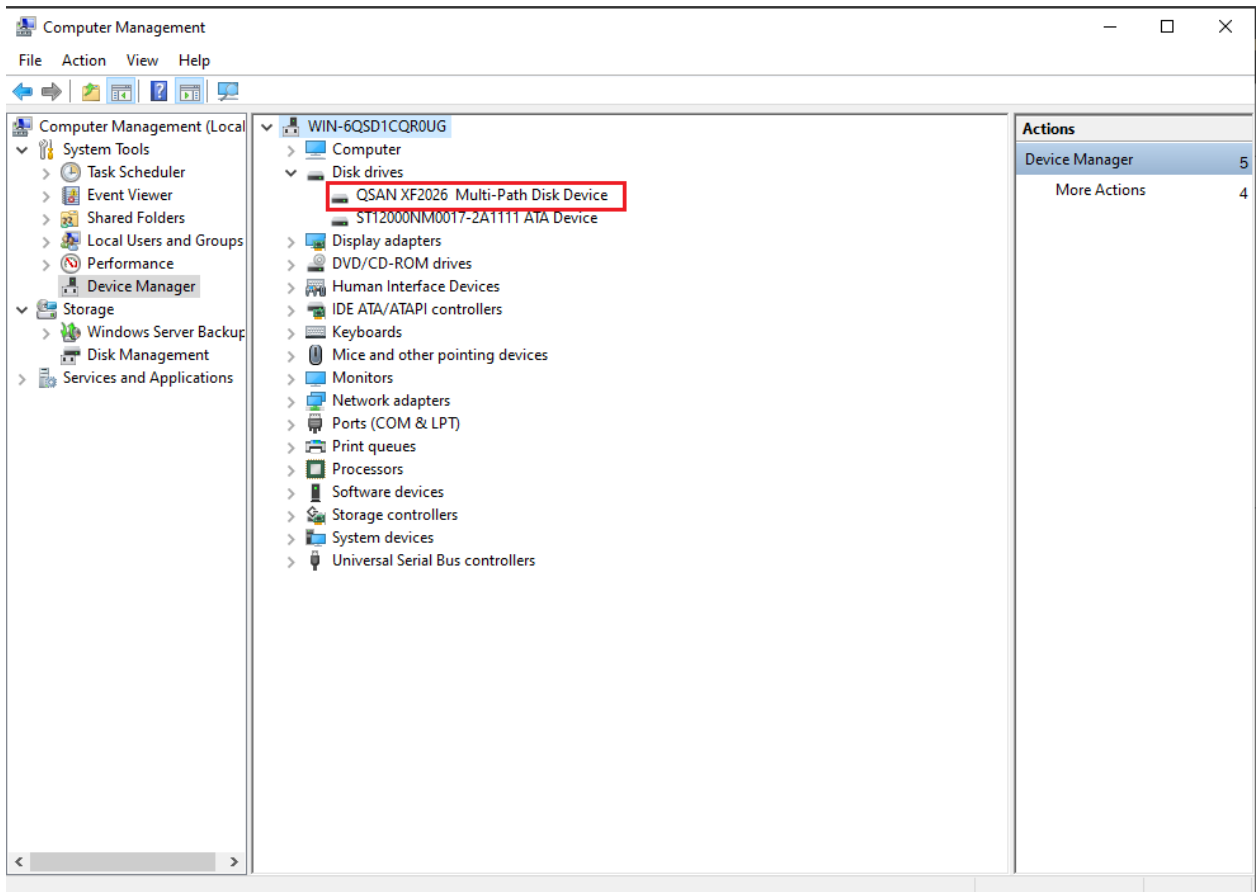 Computer Management
File Action View Help
Computer Management (Local
System Tools
Task Scheduler
Event Viewer
Shared Folders
Local Users and Groups
Performance
Device Manager
Storage
Windows Server Backup
Disk Management
Services and Applications
WIN-6QSD1CQR0UG
Computer
Disk drives
QSAN XF2026 Multi-Path Disk Device
ST12000NM0017-2A1111 ATA Device
Display adapters
DVD/CD-ROM drives
Human Interface Devices
IDE ATA/ATAPI controllers
Keyboards
Mice and other pointing devices
Monitors
Network adapters
Ports (COM & LPT)
Print queues
Processors
Software devices
Storage controllers
System devices
Universal Serial Bus controllers
Actions
Device Manager 5
More Actions 4